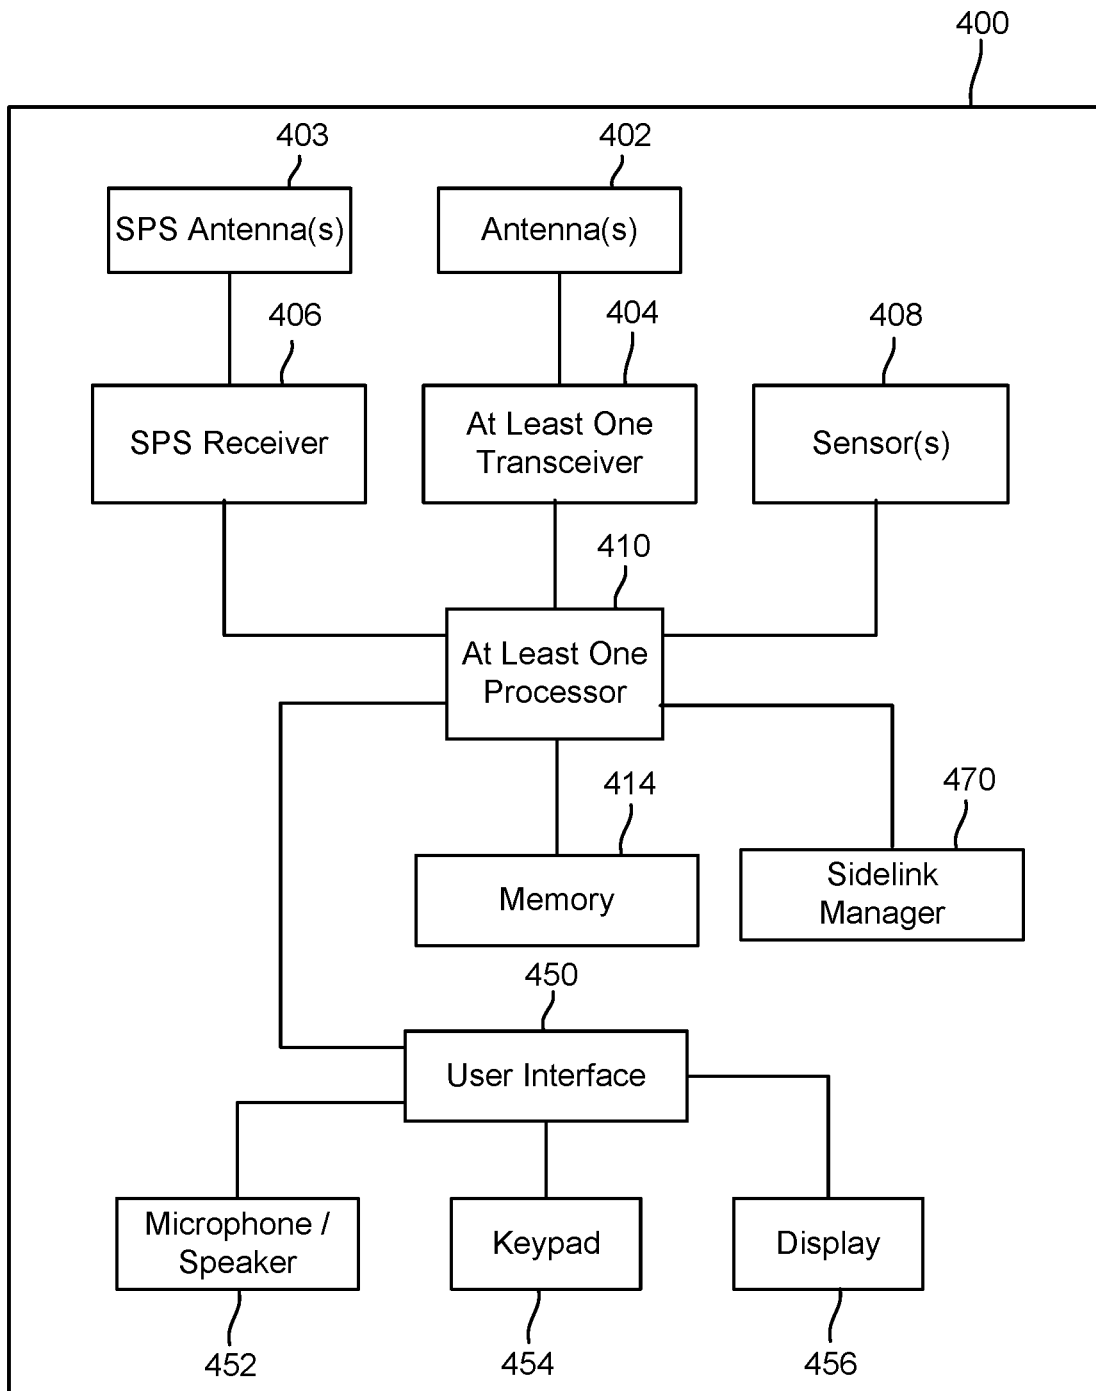 400
403
402
SPS Antenna(s)
Antenna(s)
406
404
408
SPS Receiver
At Least One
Transceiver
Sensor(s)
410
At Least One
Processor
414
470
Memory
Sidelink
Manager
450
User Interface
Microphone /
Speaker
Keypad
Display
452
454
456